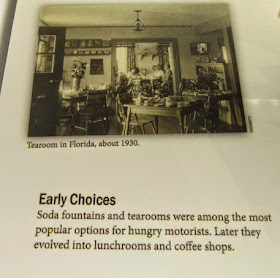 Tearoom in Florida, about 1930.
Early Choices
Soda fountains and tearooms were among the most
popular options for hungry motorists. Later they
evolved into lunchrooms and coffee shops.